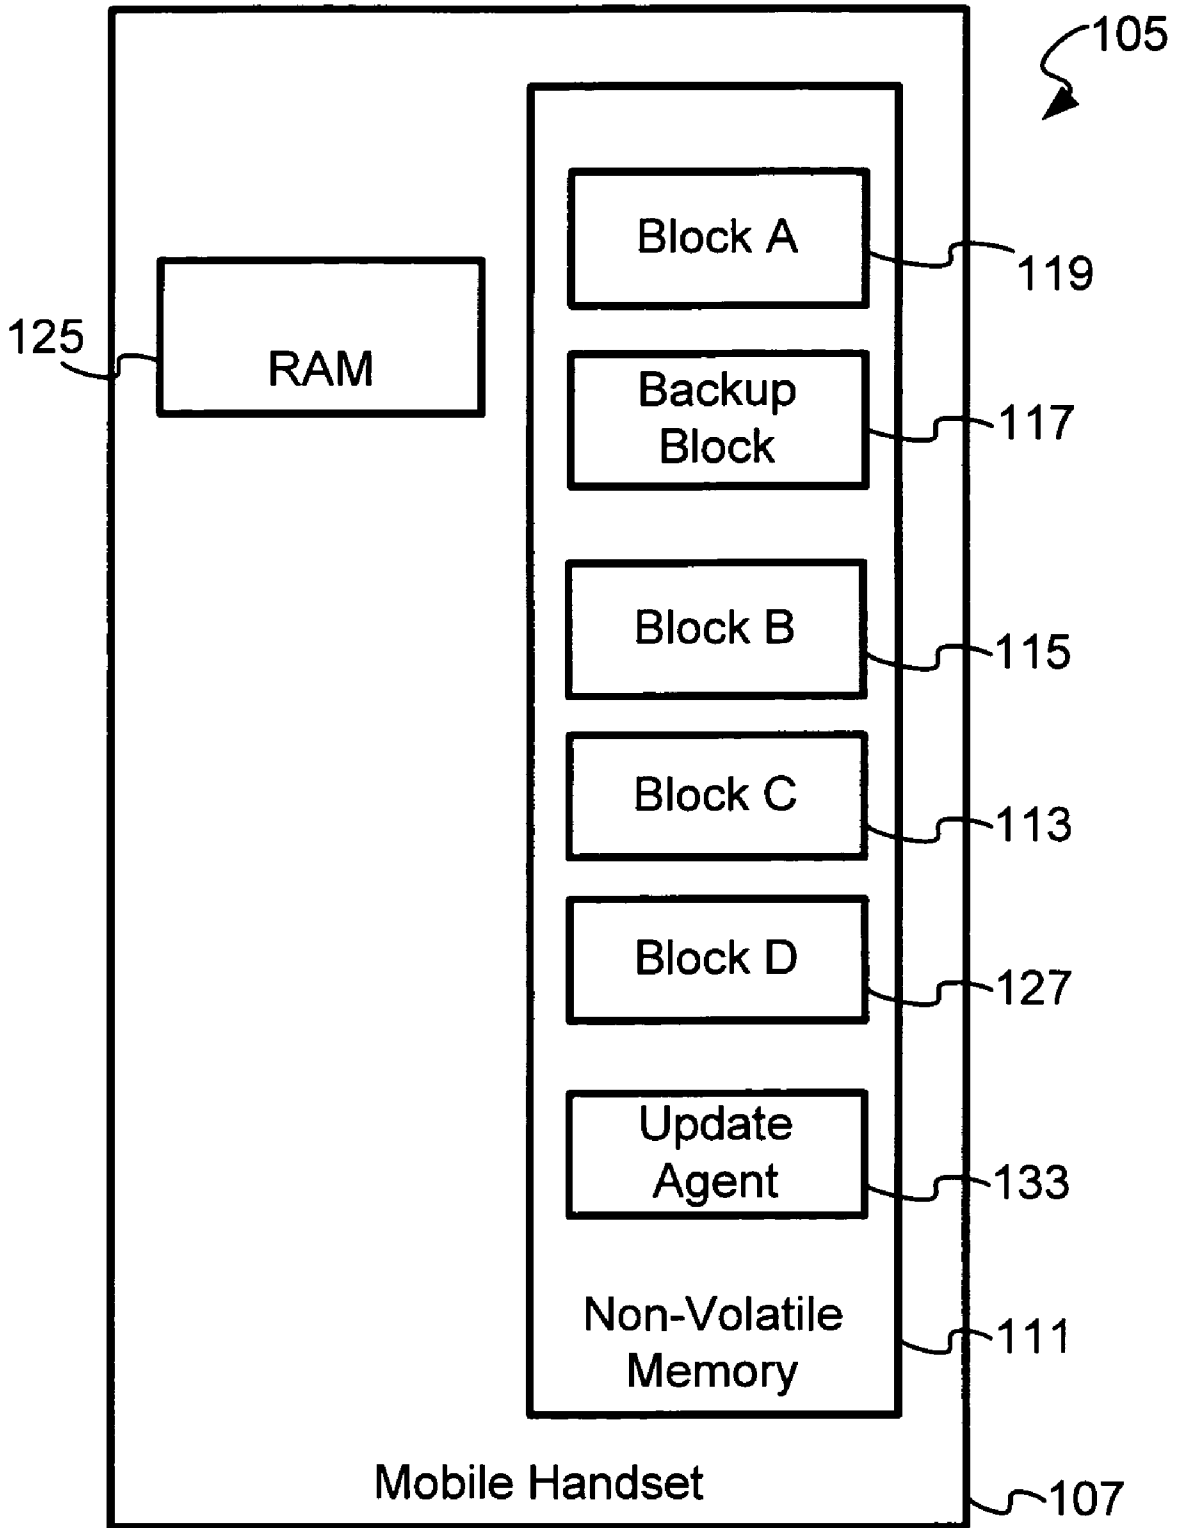 105
Block A
119
125
RAM
Backup
Block
117
Block B
115
Block C
113
Block D
127
Update
Agent
133
Non-Volatile
Memory
111
Mobile Handset
107